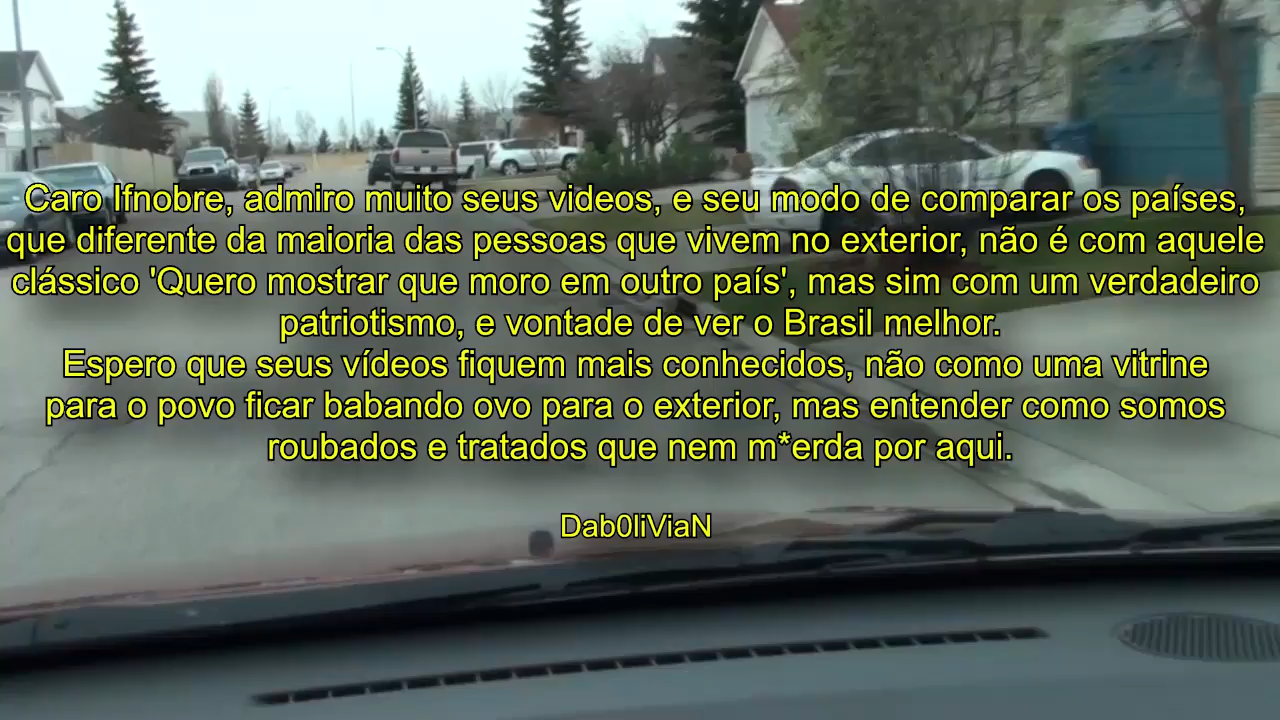 Caro Ifnobre, admiro muito seus videos, e seu modo de comparar os países,
que diferente da maioria das pessoas que vivem no exterior, não é com aquele
clássico 'Quero mostrar que moro em outro país', mas sim com um verdadeiro
patriotismo, e vontade de ver o Brasil melhor.
Espero que seus vídeos fiquem mais conhecidos, não como uma vitrine
para o povo ficar babando ovo para o exterior, mas entender como somos
roubados e tratados que nem m*erda por aqui.
Dab0liViaN